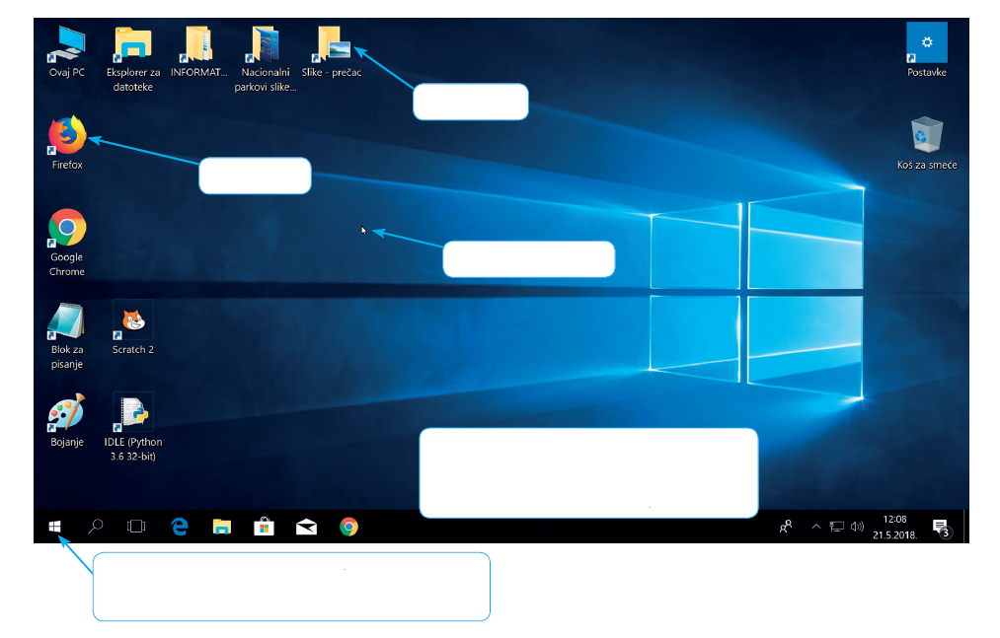 Ovaj PC
Eksplorer za
datoteke
INFORMAT...
Nacionalni
parkovi slike...
Slike - prečac
Postavke
Firefox
Koš za smeće
Google
Chrome
Blok za
pisanje
Scratch 2
Bojanje
IDLE (Python
3.6 32-bit)
12:08
21.5.2018.
3